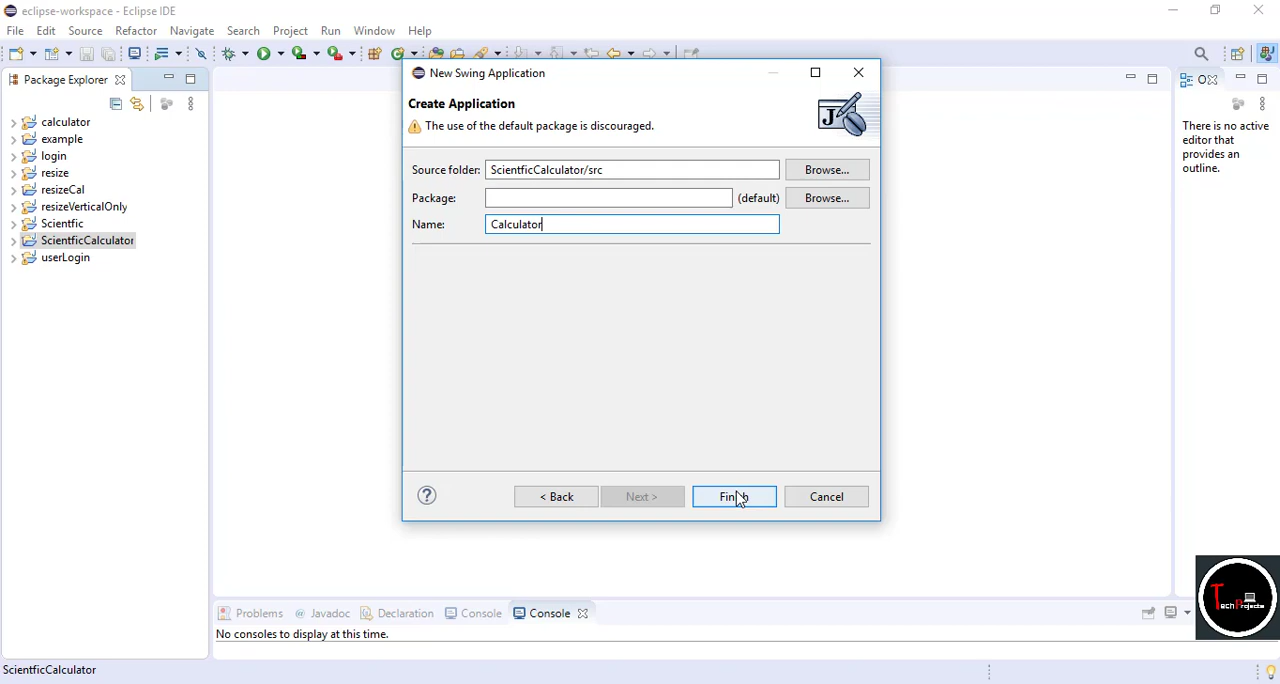 eclipse-workspace - Eclipse IDE
File Edit Source Refactor Navigate Search Project Run Window Help
Package Explorer
calculator
example
login
resize
resizeCal
resizeVerticalOnly
Scientfic
ScientficCalculator
userLogin
New Swing Application
Create Application
The use of the default package is discouraged.
Source folder: ScientficCalculator/src Browse...
Package: (default) Browse...
Name: Calculator
< Back Next > Finish Cancel
There is no active
editor that
provides an
outline.
Problems @ Javadoc Declaration Console Console
No consoles to display at this time.
Tech Projects
ScientficCalculator